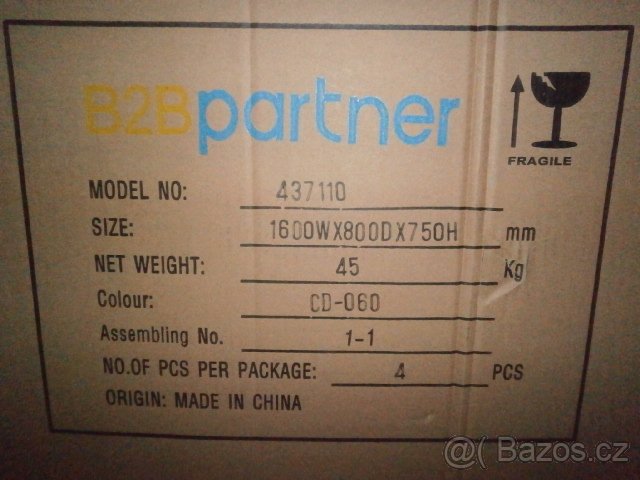 B2Bpartner
FRAGILE
MODEL NO: 437110
SIZE: 1600WX800DX750H mm
NET WEIGHT: 45 Kg
Colour: CD-060
Assembling No. 1-1
NO.OF PCS PER PACKAGE: 4 PCS
ORIGIN: MADE IN CHINA
@( Bazos.cz